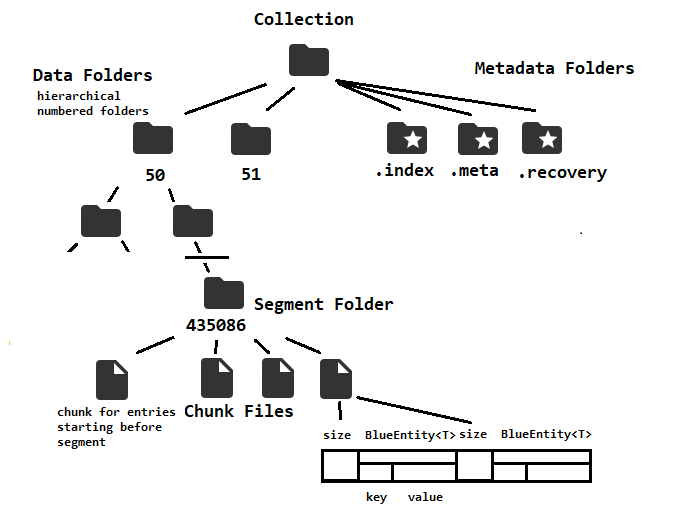 Collection
Data Folders
hierarchical
numbered folders
Metadata Folders
50
51
.index
.meta
.recovery
Segment Folder
435086
chunk for entries
starting before
segment
Chunk Files
size
BlueEntity<T>
size
BlueEntity<T>
key
value